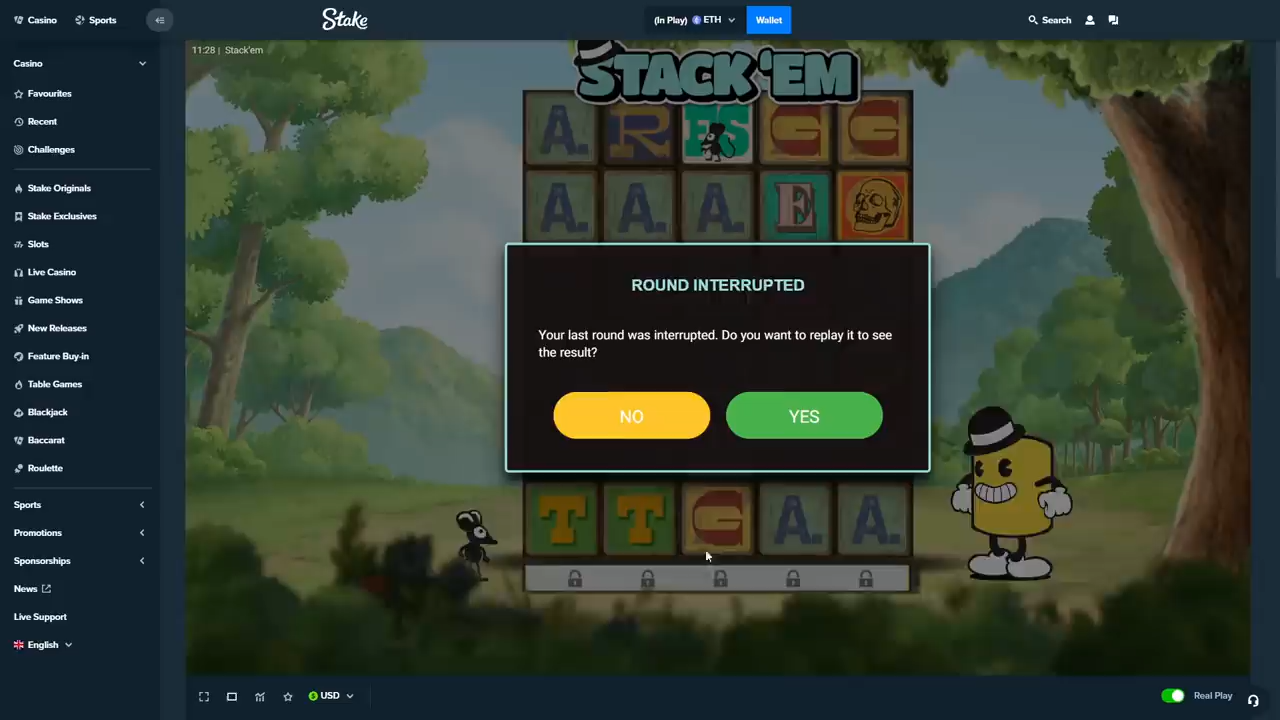 Casino
Sports
Stake
(In Play) ETH
Wallet
Search
11:28 | Stack'em
STACK 'EM
Casino
Favourites
Recent
Challenges
Stake Originals
Stake Exclusives
Slots
Live Casino
Game Shows
New Releases
Feature Buy-in
Table Games
Blackjack
Baccarat
Roulette
Sports
Promotions
Sponsorships
News
Live Support
English
A. R FS C C
A. A. A. E
ROUND INTERRUPTED
Your last round was interrupted. Do you want to replay it to see
the result?
NO
YES
T T C A. A.
USD
Real Play